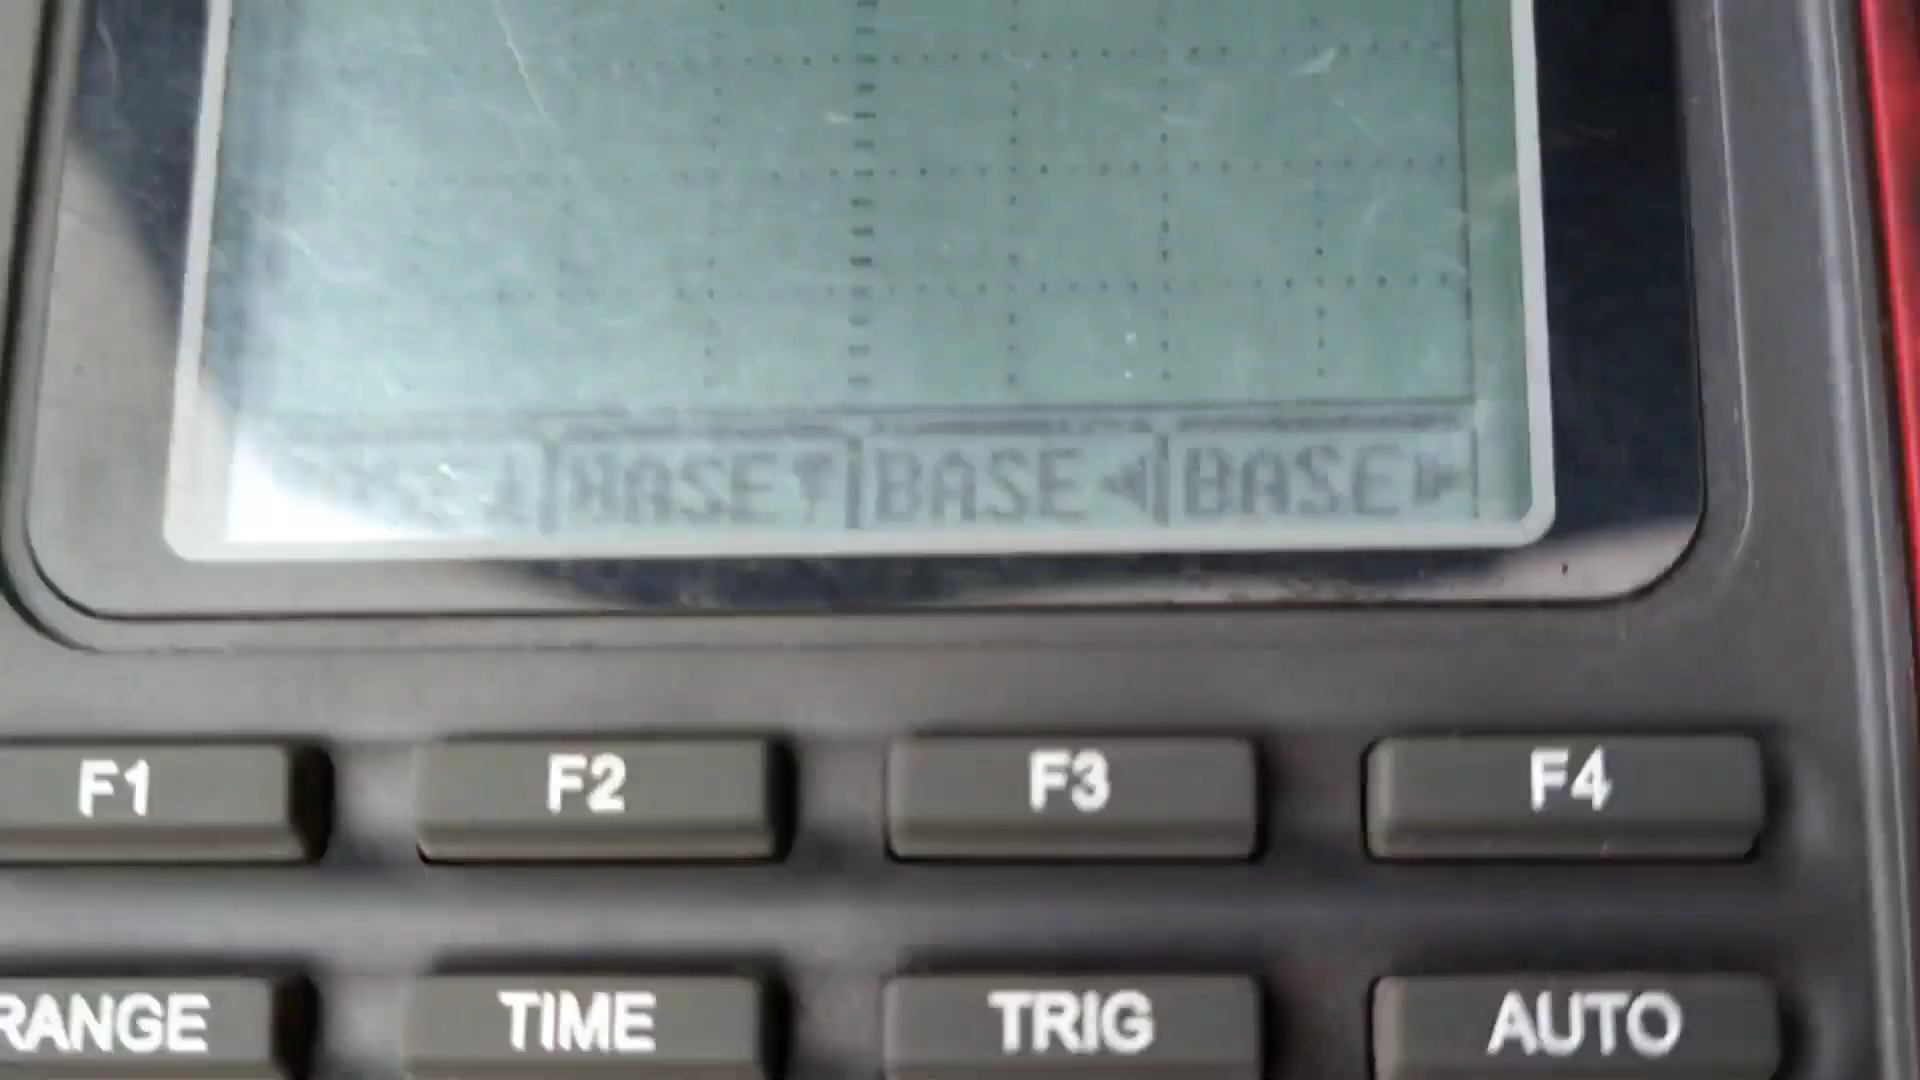 BASE BASE◀ BASE▶
F1 F2 F3 F4
RANGE TIME TRIG AUTO